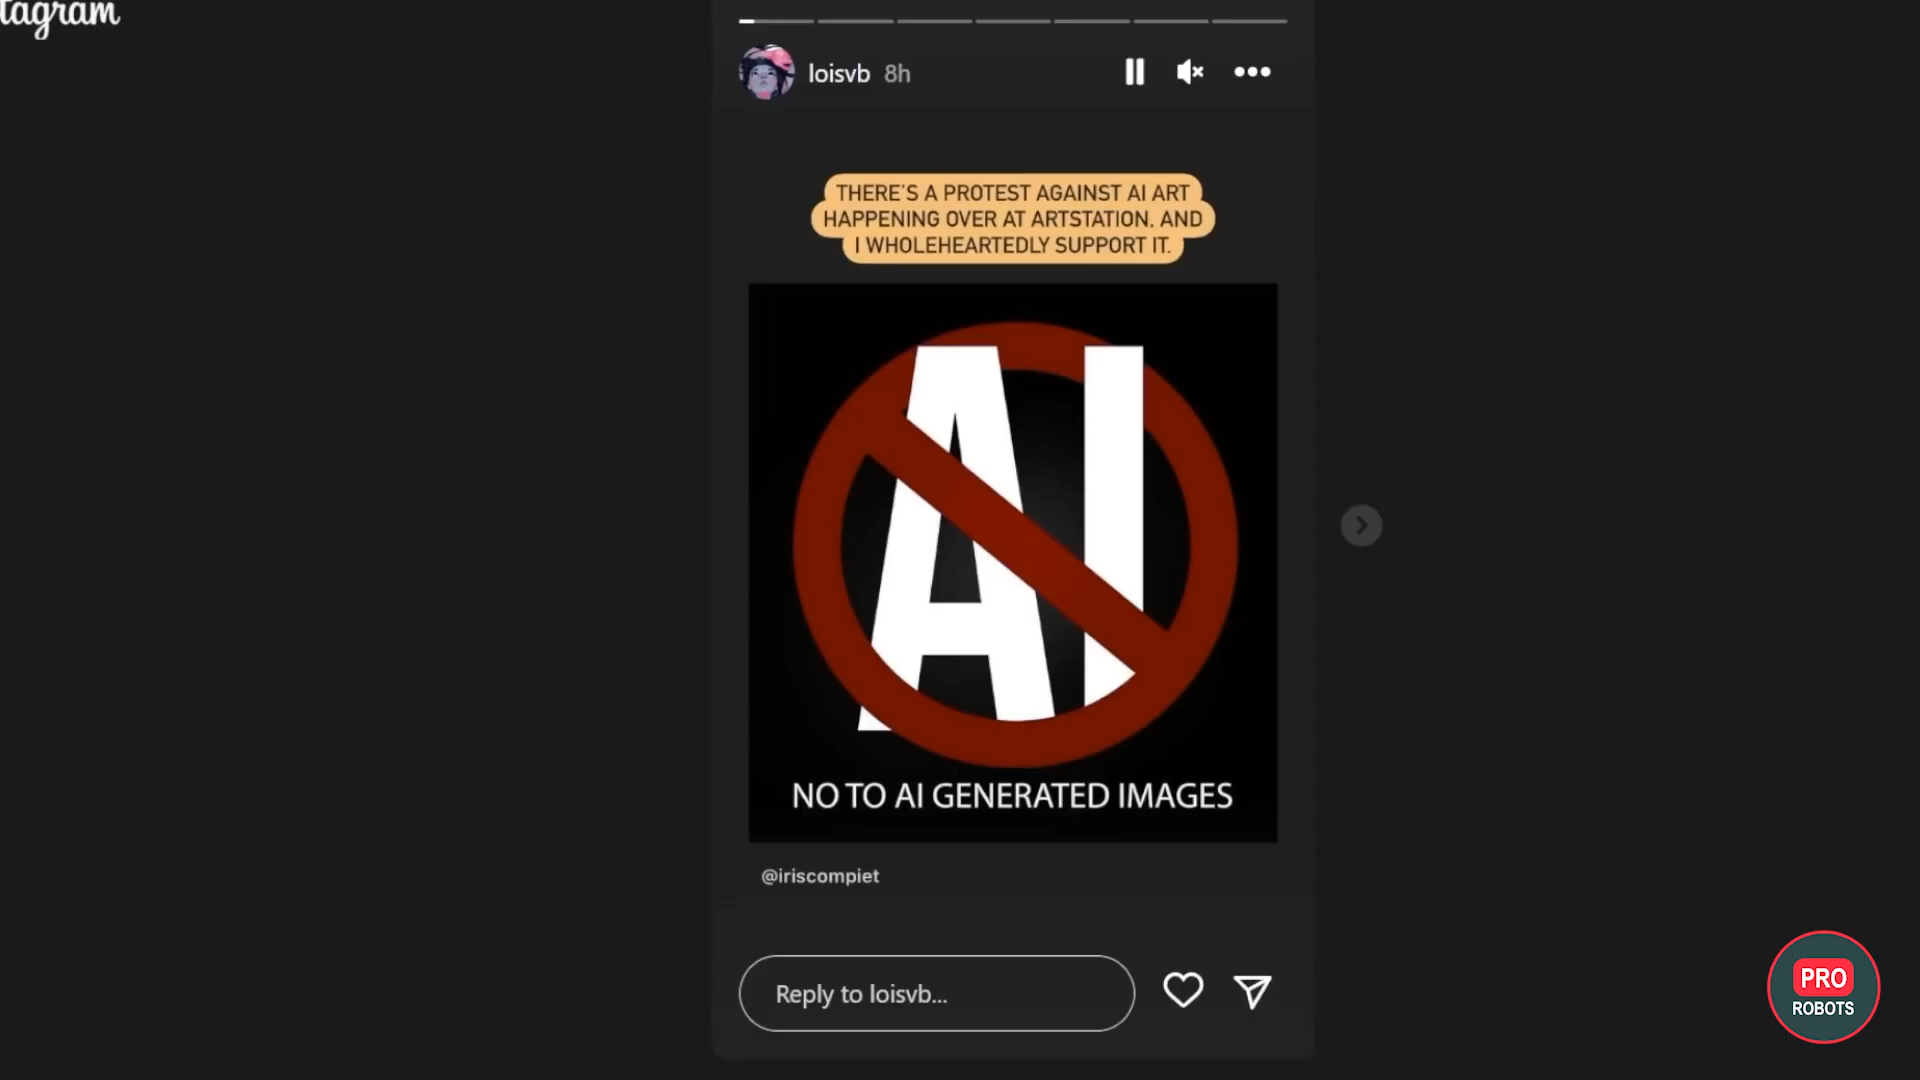 tagram
loisvb 8h
THERE'S A PROTEST AGAINST AI ART
HAPPENING OVER AT ARTSTATION, AND
I WHOLEHEARTEDLY SUPPORT IT.
AI
NO TO AI GENERATED IMAGES
@iriscompiet
Reply to loisvb...
PRO
ROBOTS